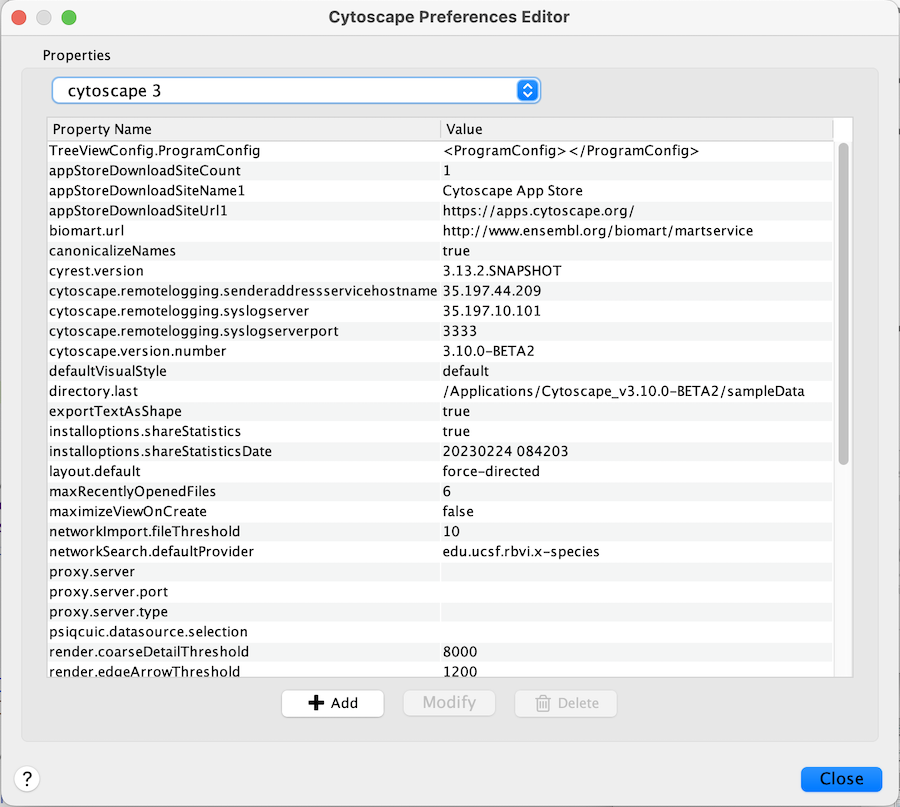 Cytoscape Preferences Editor
Properties
cytoscape 3
Property Name Value
TreeViewConfig.ProgramConfig <ProgramConfig></ProgramConfig>
appStoreDownloadSiteCount 1
appStoreDownloadSiteName1 Cytoscape App Store
appStoreDownloadSiteUrl1 https://apps.cytoscape.org/
biomart.url http://www.ensembl.org/biomart/martservice
canonicalizeNames true
cyrest.version 3.13.2.SNAPSHOT
cytoscape.remotelogging.senderaddressservicehostname 35.197.44.209
cytoscape.remotelogging.syslogserver 35.197.10.101
cytoscape.remotelogging.syslogserverport 3333
cytoscape.version.number 3.10.0-BETA2
defaultVisualStyle default
directory.last /Applications/Cytoscape_v3.10.0-BETA2/sampleData
exportTextAsShape true
installoptions.shareStatistics true
installoptions.shareStatisticsDate 20230224 084203
layout.default force-directed
maxRecentlyOpenedFiles 6
maximizeViewOnCreate false
networkImport.fileThreshold 10
networkSearch.defaultProvider edu.ucsf.rbvi.x-species
proxy.server
proxy.server.port
proxy.server.type
psiqcuic.datasource.selection
render.coarseDetailThreshold 8000
render.edgeArrowThreshold 1200
+ Add Modify Delete
? Close